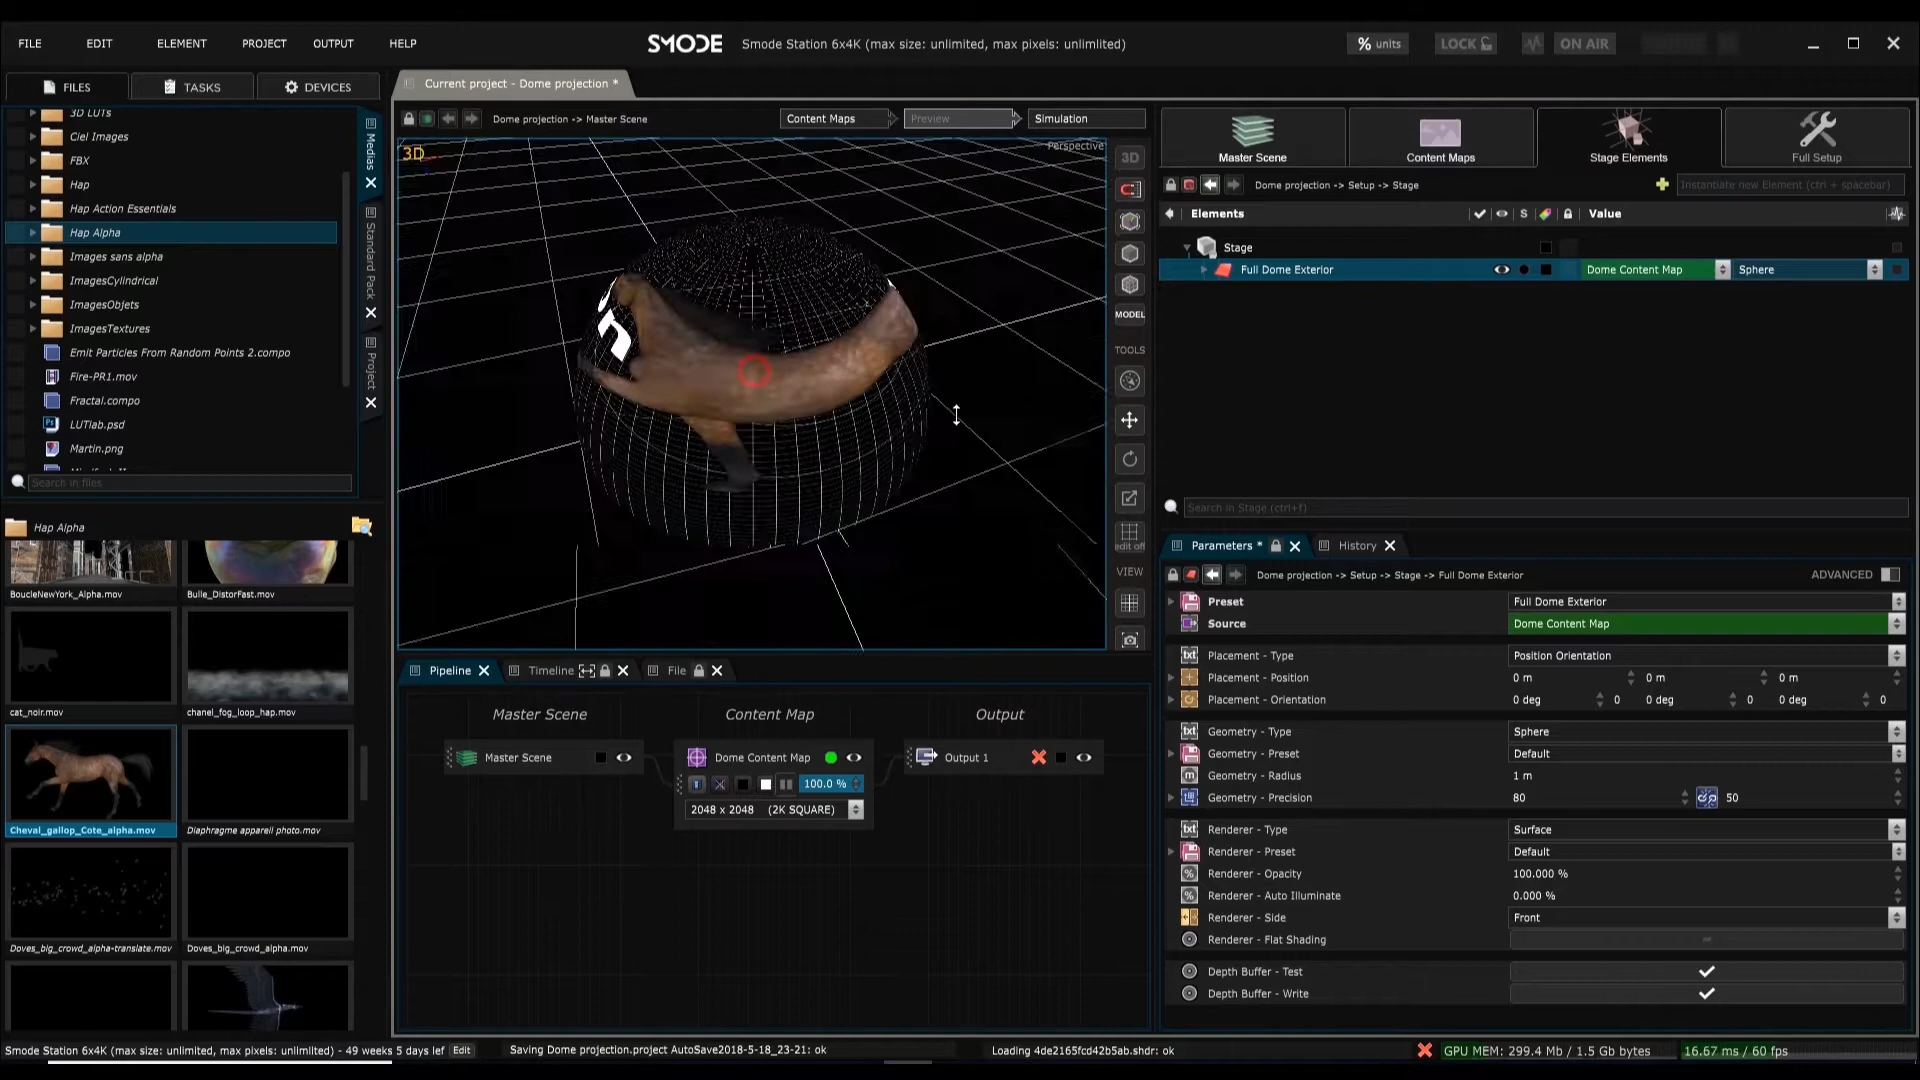 FILE EDIT ELEMENT PROJECT OUTPUT HELP
SMODE Smode Station 6x4K (max size: unlimited, max pixels: unlimlited)
% units LOCK ON AIR
FILES TASKS DEVICES
Current project - Dome projection *
3D LUTs
Ciel Images
FBX
Hap
Hap Action Essentials
Hap Alpha
Images sans alpha
ImagesCylindrical
ImagesObjets
ImagesTextures
Emit Particles From Random Points 2.compo
Fire-PR1.mov
Fractal.compo
LUTlab.psd
Martin.png
Search in files
Medias
Standard Pack
Project
Hap Alpha
BoucleNewYork_Alpha.mov
Bulle_DistorFast.mov
cat_noir.mov
chanel_fog_loop_hap.mov
Cheval_gallop_Cote_alpha.mov
Diaphragme appareil photo.mov
Doves_big_crowd_alpha-translate.mov
Doves_big_crowd_alpha.mov
Dome projection -> Master Scene
Content Maps
Preview
Simulation
3D
Perspective
3D
MODEL
TOOLS
edit off
VIEW
Pipeline Timeline File
Master Scene Content Map Output
Master Scene
Dome Content Map
100.0 %
2048 x 2048 (2K SQUARE)
Output 1
Master Scene Content Maps Stage Elements Full Setup
Dome projection -> Setup -> Stage
Instantiate new Element (ctrl + spacebar)
Elements S Value
Stage
Full Dome Exterior Dome Content Map Sphere
Search in Stage (ctrl+f)
Parameters * History
Dome projection -> Setup -> Stage -> Full Dome Exterior ADVANCED
Preset Full Dome Exterior
Source Dome Content Map
Placement - Type Position Orientation
Placement - Position 0 m 0 m 0 m
Placement - Orientation 0 deg 0 0 deg 0 0 deg 0
Geometry - Type Sphere
Geometry - Preset Default
Geometry - Radius 1 m
Geometry - Precision 80 50
Renderer - Type Surface
Renderer - Preset Default
Renderer - Opacity 100.000 %
Renderer - Auto Illuminate 0.000 %
Renderer - Side Front
Renderer - Flat Shading
Depth Buffer - Test
Depth Buffer - Write
Smode Station 6x4K (max size: unlimited, max pixels: unlimlited) - 49 weeks 5 days lef Edit
Saving Dome projection.project AutoSave2018-5-18_23-21: ok
Loading 4de2165fcd42b5ab.shdr: ok
GPU MEM: 299.4 Mb / 1.5 Gb bytes
16.67 ms / 60 fps